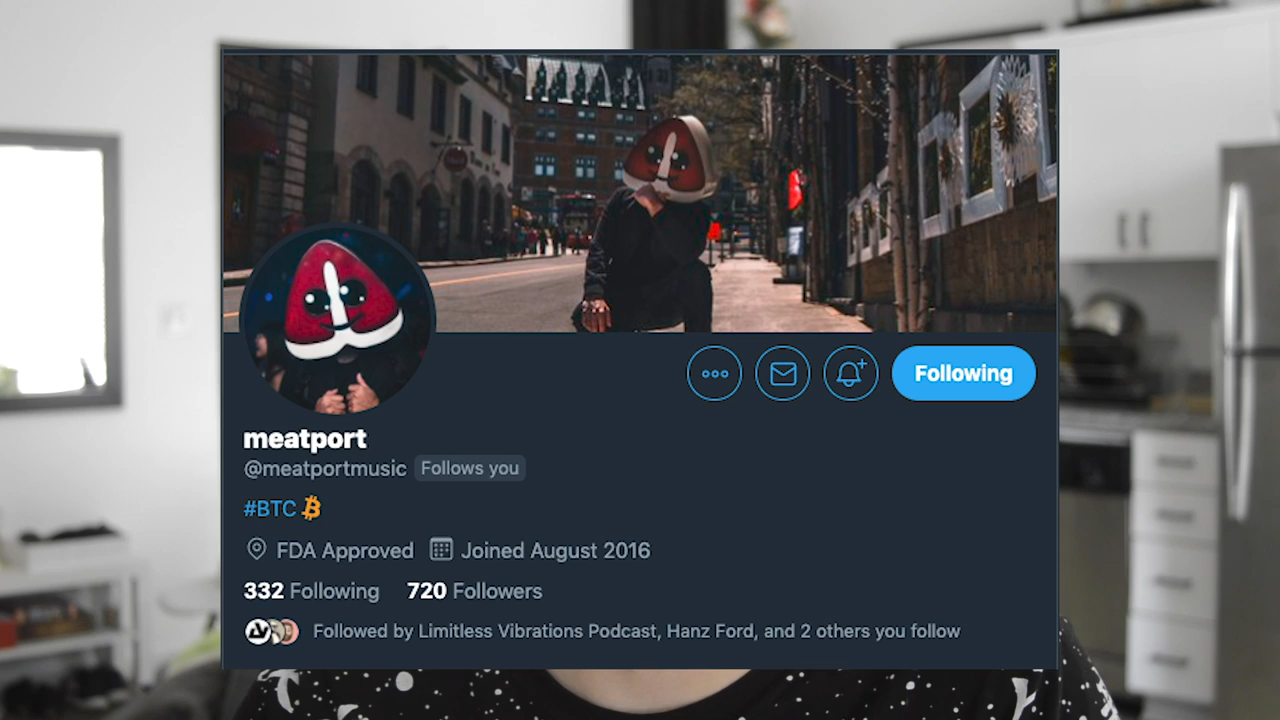 Following
meatport
@meatportmusic Follows you
#BTC
FDA Approved Joined August 2016
332 Following 720 Followers
Followed by Limitless Vibrations Podcast, Hanz Ford, and 2 others you follow